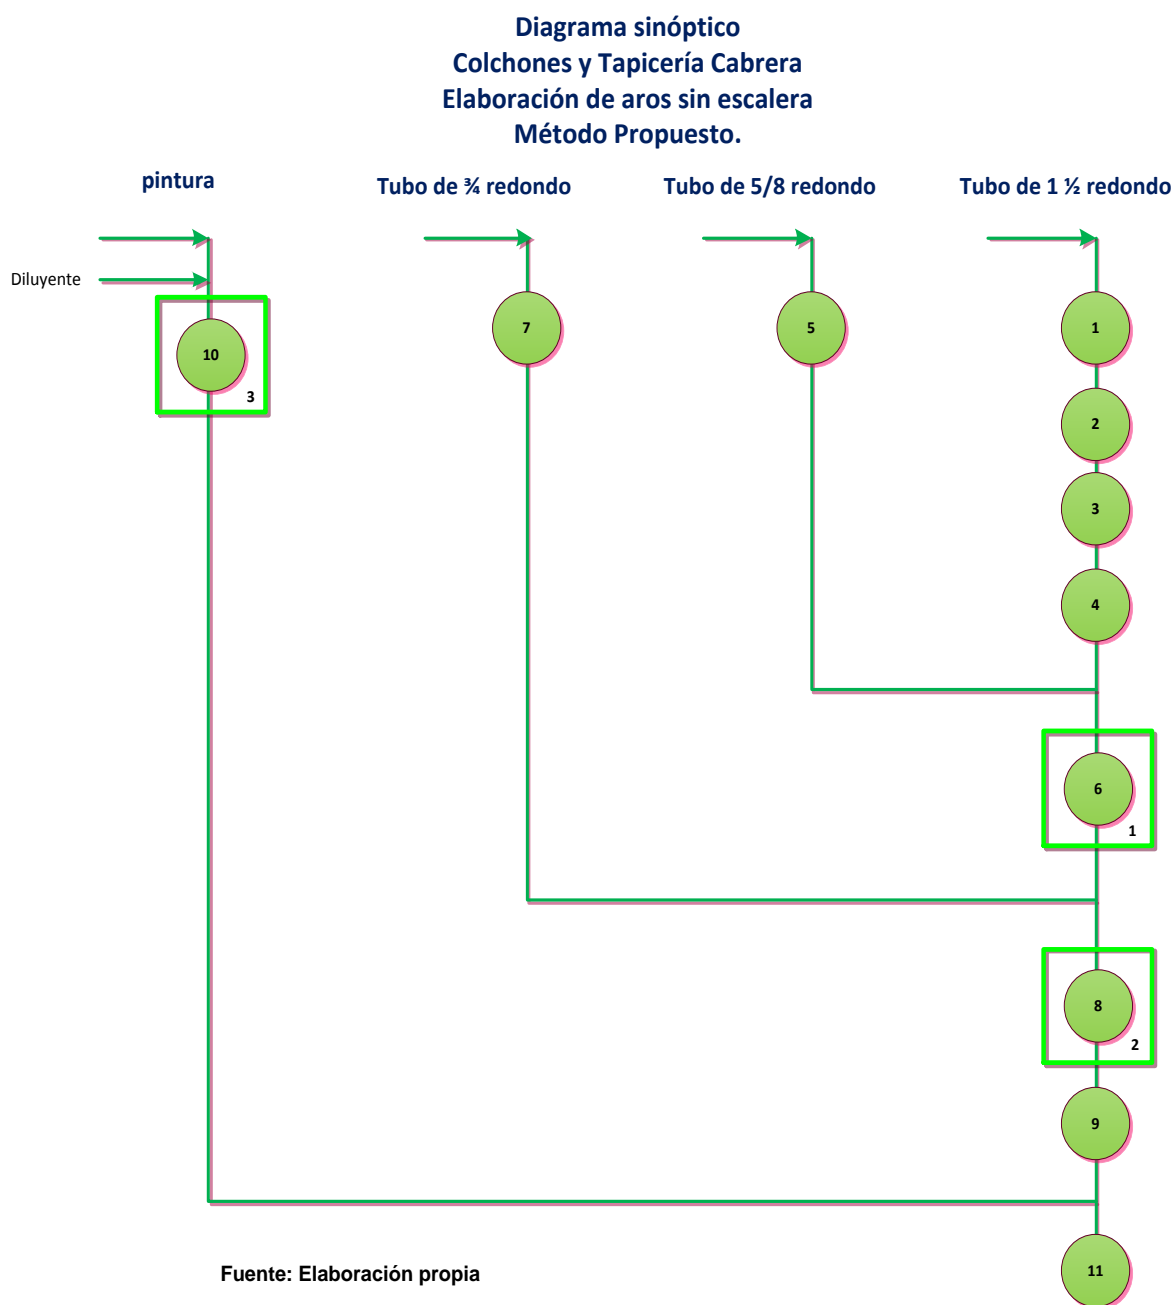 Diagrama sinóptico
Colchones y Tapicería Cabrera
Elaboración de aros sin escalera
Método Propuesto.
pintura
Tubo de ¾ redondo
Tubo de 5/8 redondo
Tubo de 1 ½ redondo
Diluyente
10
3
7
5
1
2
3
4
6
1
8
2
9
11
Fuente: Elaboración propia